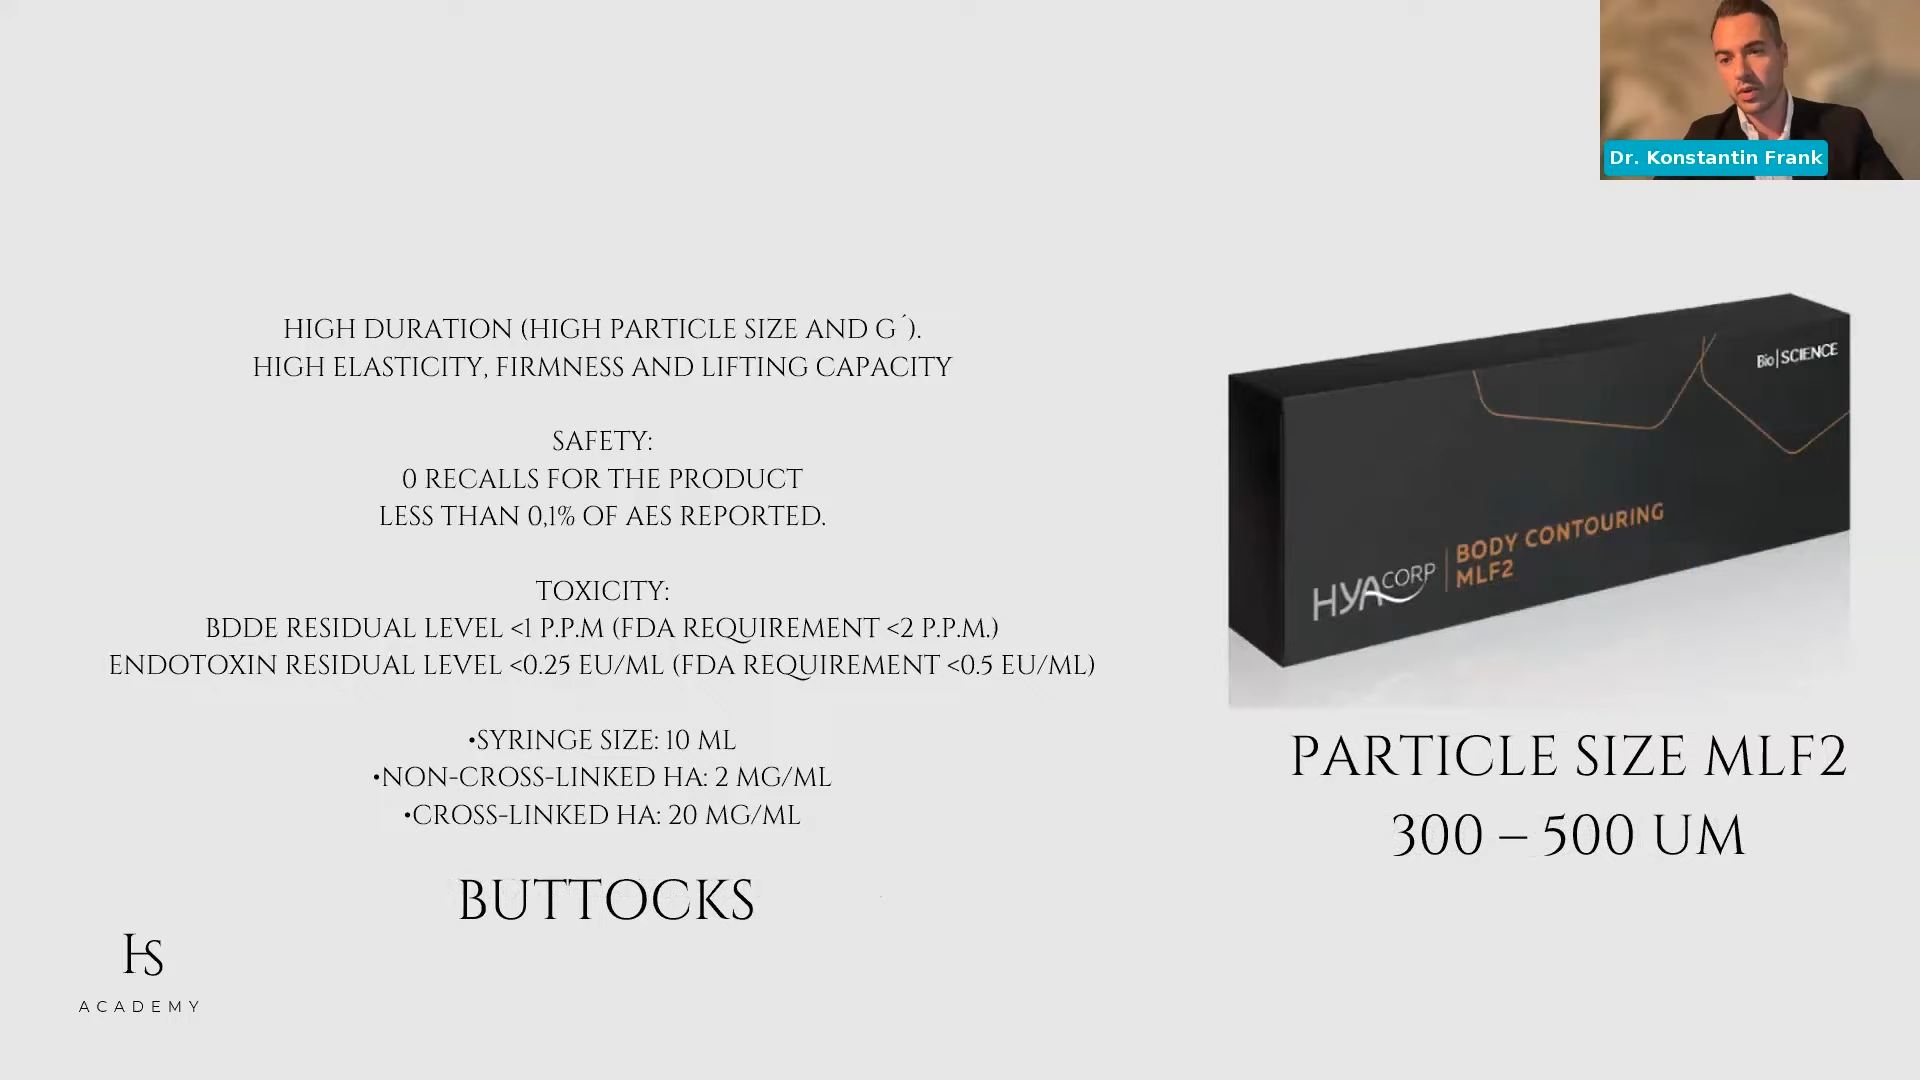 Dr. Konstantin Frank
HIGH DURATION (HIGH PARTICLE SIZE AND G´).
HIGH ELASTICITY, FIRMNESS AND LIFTING CAPACITY
SAFETY:
0 RECALLS FOR THE PRODUCT
LESS THAN 0,1% OF AES REPORTED.
TOXICITY:
BDDE RESIDUAL LEVEL <1 P.P.M (FDA REQUIREMENT <2 P.P.M.)
ENDOTOXIN RESIDUAL LEVEL <0.25 EU/ML (FDA REQUIREMENT <0.5 EU/ML)
•SYRINGE SIZE: 10 ML
•NON-CROSS-LINKED HA: 2 MG/ML
•CROSS-LINKED HA: 20 MG/ML
BUTTOCKS
HS
ACADEMY
Bio|SCIENCE
HYACORP
BODY CONTOURING
MLF2
PARTICLE SIZE MLF2
300 – 500 UM